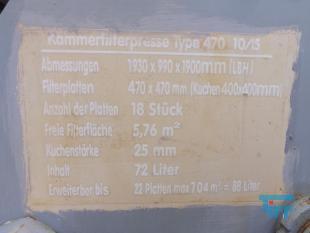 Kammerfilterpresse Type 470 10/15
Abmessungen 1930 x 990 x 1900mm (LBH)
Filterplatten 470 x 470 mm (Kuchen 400x400mm)
Anzahl der Platten 18 Stück
Freie Filterfläche 5,76 m²
Kuchenstärke 25 mm
Inhalt 72 Liter
Erweiterbar bis 22 Platten max 7.04 m² = 88 Liter